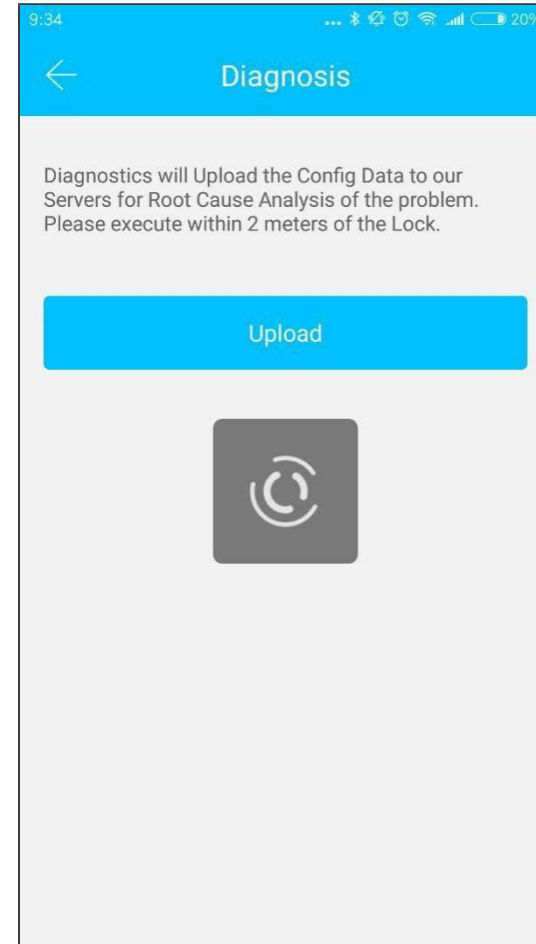 9:34
20%
Diagnosis
Diagnostics will Upload the Config Data to our
Servers for Root Cause Analysis of the problem.
Please execute within 2 meters of the Lock.
Upload